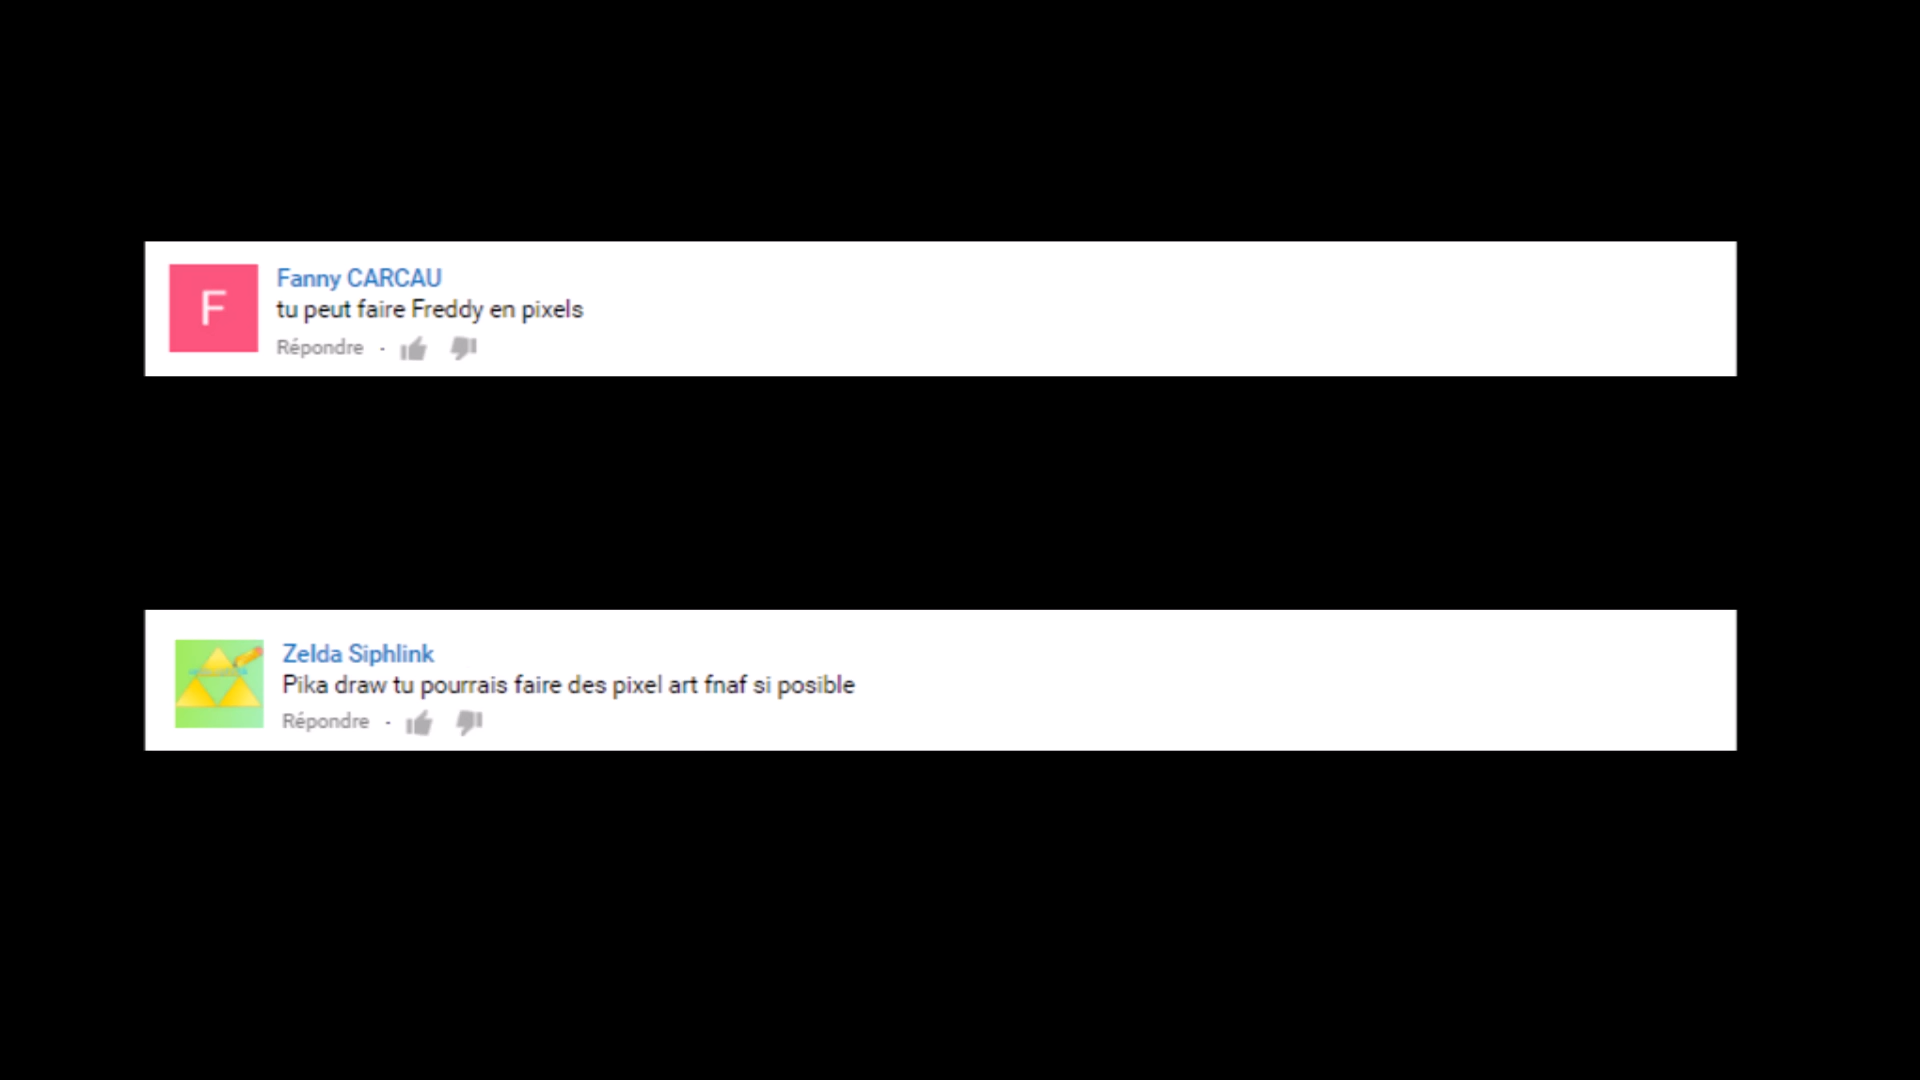 F
Fanny CARCAU
tu peut faire Freddy en pixels
Répondre ·
Zelda Siphlink
Pika draw tu pourrais faire des pixel art fnaf si posible
Répondre ·